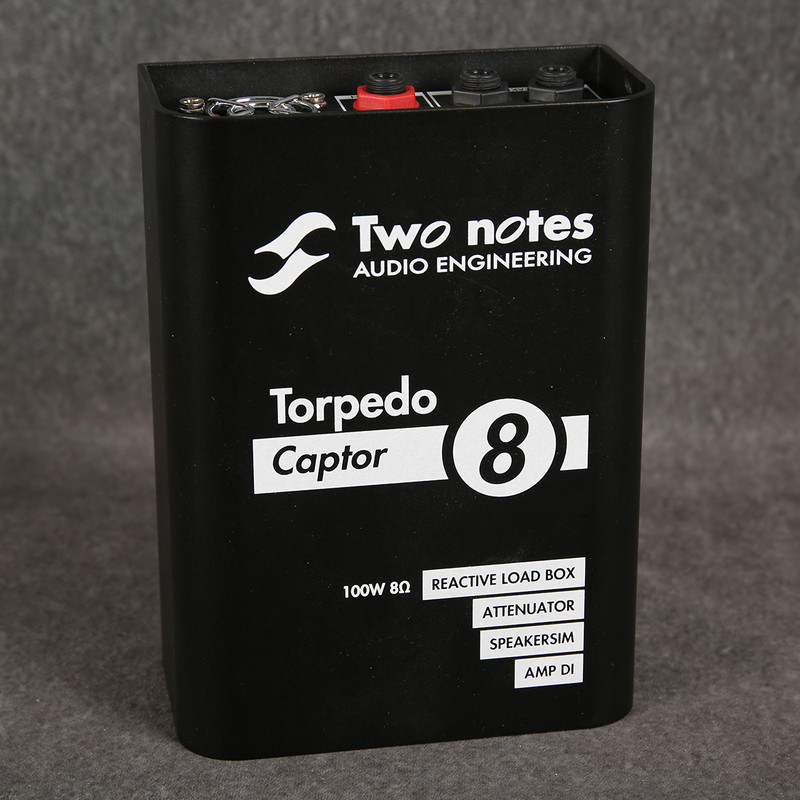 Two notes
AUDIO ENGINEERING
Torpedo
Captor 8
100W 8Ω REACTIVE LOAD BOX
ATTENUATOR
SPEAKERSIM
AMP DI